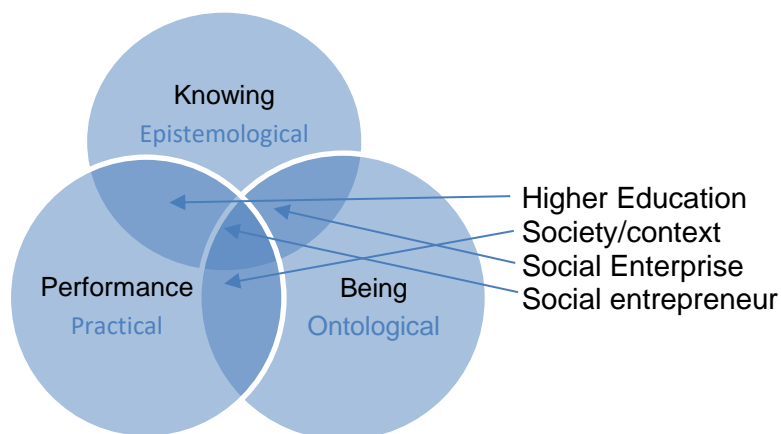 Knowing
Epistemological
Higher Education
Society/context
Social Enterprise
Social entrepreneur
Performance
Practical
Being
Ontological